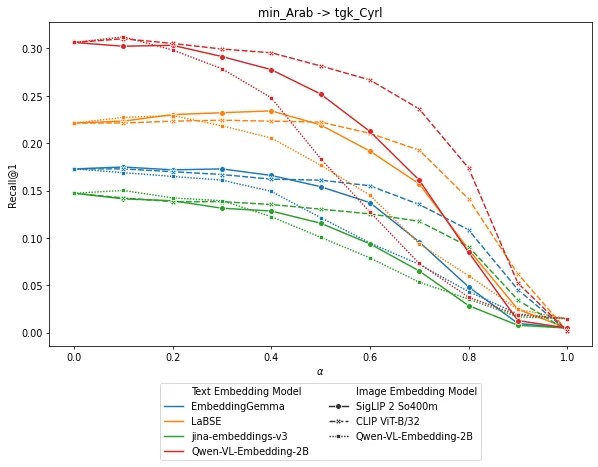 min_Arab -> tgk_Cyrl
Recall@1
0.30
0.25
0.20
0.15
0.10
0.05
0.00
0.0 0.2 0.4 0.6 0.8 1.0
α
Text Embedding Model Image Embedding Model
EmbeddingGemma SigLIP 2 So400m
LaBSE CLIP ViT-B/32
jina-embeddings-v3 Qwen-VL-Embedding-2B
Qwen-VL-Embedding-2B